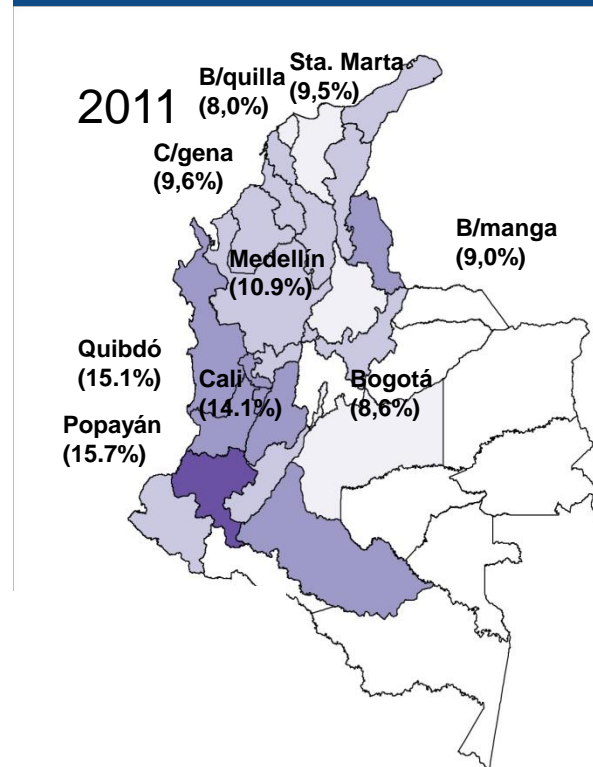 2011
B/quilla
(8,0%)
Sta. Marta
(9,5%)
C/gena
(9,6%)
B/manga
(9,0%)
Medellín
(10.9%)
Quibdó
(15.1%)
Cali
(14.1%)
Bogotá
(8,6%)
Popayán
(15.7%)